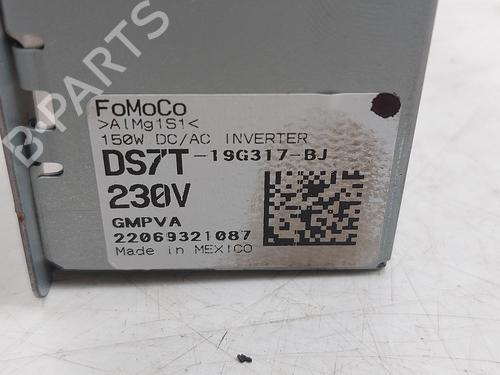 B-PARTS
FoMoCo
>AlMg1S1<
150W DC/AC INVERTER
DS7T-19G317-BJ
230V
GMPVA
22069321087
Made in MEXICO